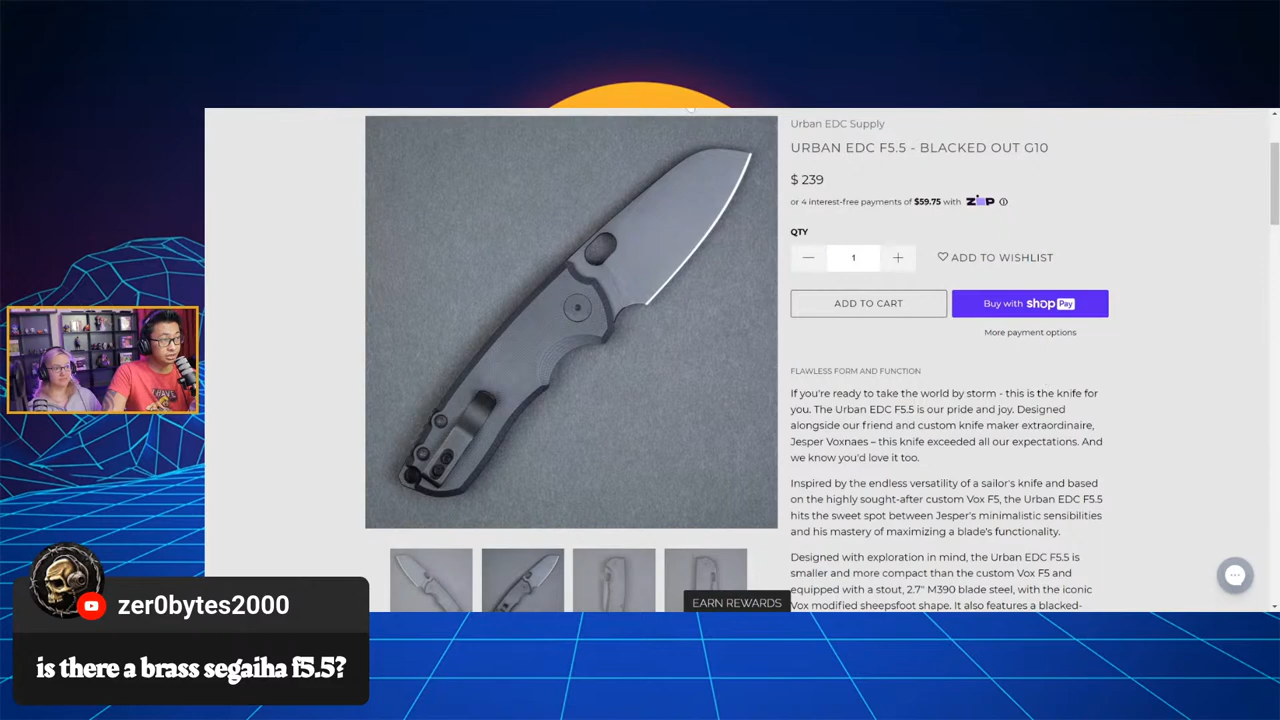 Urban EDC Supply
URBAN EDC F5.5 - BLACKED OUT G10
$ 239
or 4 interest-free payments of $59.75 with ZIP
QTY
1
ADD TO WISHLIST
ADD TO CART
Buy with shop Pay
More payment options
FLAWLESS FORM AND FUNCTION
If you're ready to take the world by storm - this is the knife for
you. The Urban EDC F5.5 is our pride and joy. Designed
alongside our friend and custom knife maker extraordinaire,
Jesper Voxnaes – this knife exceeded all our expectations. And
we know you'd love it too.
Inspired by the endless versatility of a sailor's knife and based
on the highly sought-after custom Vox F5, the Urban EDC F5.5
hits the sweet spot between Jesper's minimalistic sensibilities
and his mastery of maximizing a blade's functionality.
Designed with exploration in mind, the Urban EDC F5.5 is
smaller and more compact than the custom Vox F5 and
equipped with a stout, 2.7" M390 blade steel, with the iconic
Vox modified sheepsfoot shape. It also features a blacked-
EARN REWARDS
zer0bytes2000
is there a brass segaiha f5.5?